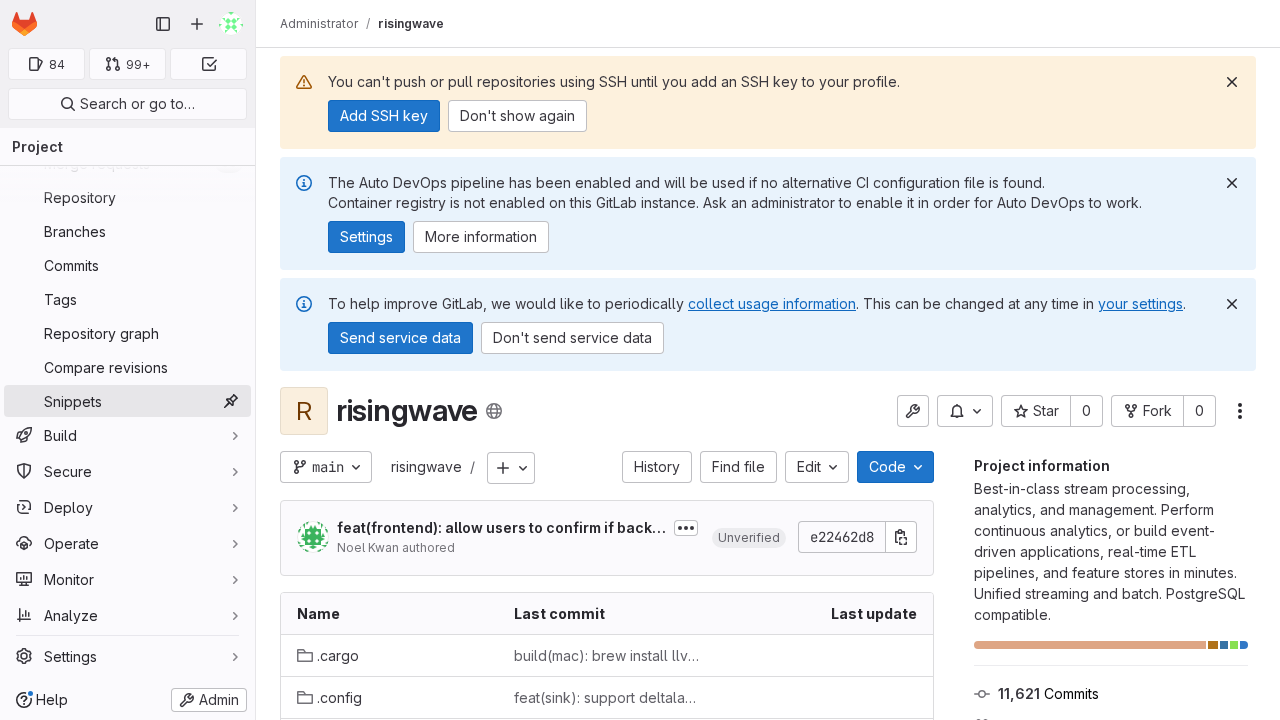 Administrator / risingwave
84
99+
Search or go to…
Project
Repository
Branches
Commits
Tags
Repository graph
Compare revisions
Snippets
Build
Secure
Deploy
Operate
Monitor
Analyze
Settings
Help
Admin
You can't push or pull repositories using SSH until you add an SSH key to your profile.
Add SSH key
Don't show again
The Auto DevOps pipeline has been enabled and will be used if no alternative CI configuration file is found.
Container registry is not enabled on this GitLab instance. Ask an administrator to enable it in order for Auto DevOps to work.
Settings
More information
To help improve GitLab, we would like to periodically collect usage information. This can be changed at any time in your settings.
Send service data
Don't send service data
R
risingwave
Star
0
Fork
0
main
risingwave /
History
Find file
Edit
Code
feat(frontend): allow users to confirm if back…
Noel Kwan authored
Unverified
e22462d8
Name
Last commit
Last update
.cargo
build(mac): brew install llv…
.config
feat(sink): support deltala…
Project information
Best-in-class stream processing,
analytics, and management. Perform
continuous analytics, or build event-
driven applications, real-time ETL
pipelines, and feature stores in minutes.
Unified streaming and batch. PostgreSQL
compatible.
11,621 Commits